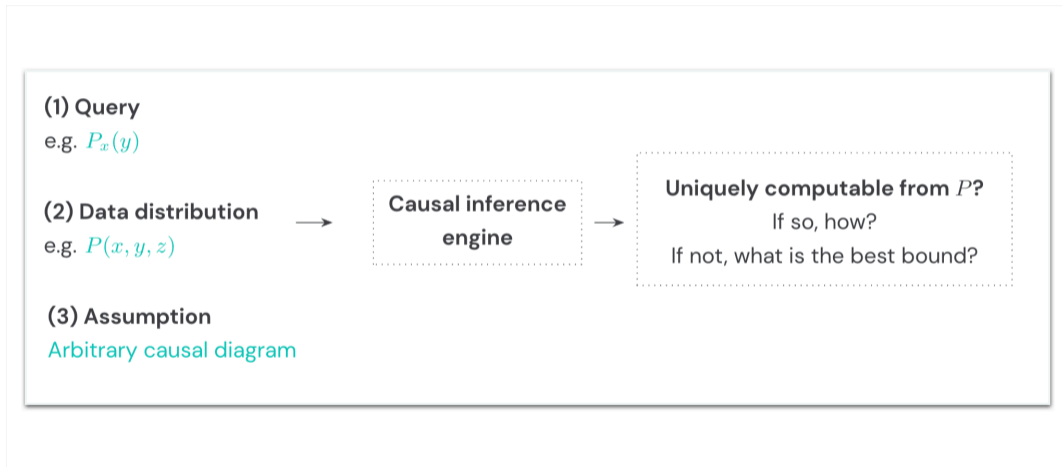 (1) Query
e.g. Pₓ(y)
(2) Data distribution
e.g. P(x, y, z)
(3) Assumption
Arbitrary causal diagram
Causal inference
engine
Uniquely computable from P?
If so, how?
If not, what is the best bound?